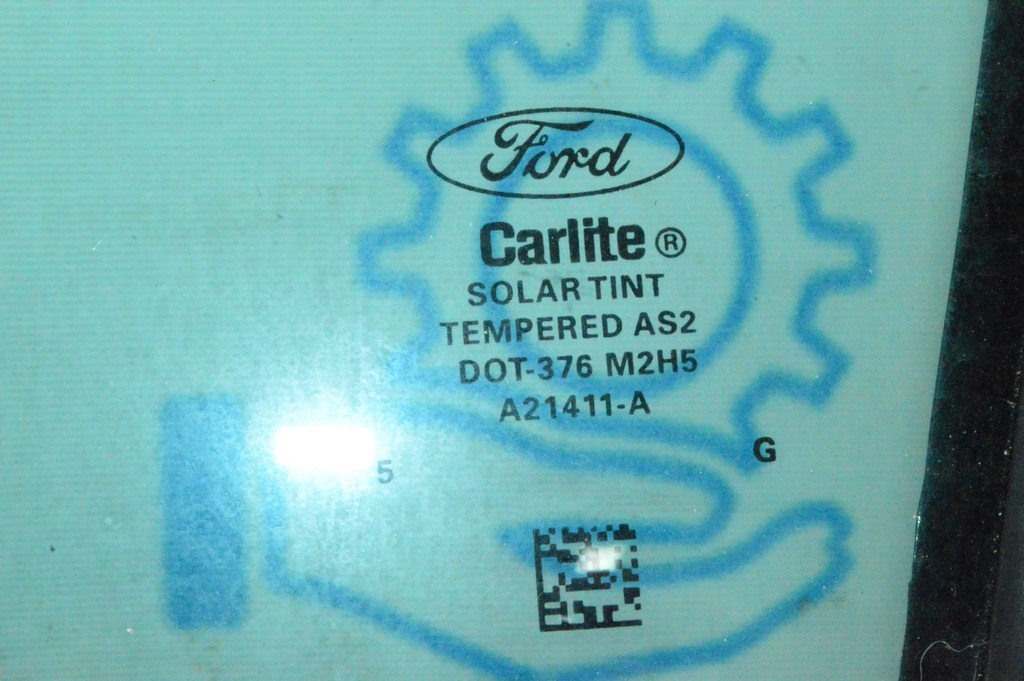 Ford
Carlite®
SOLAR TINT
TEMPERED AS2
DOT-376 M2H5
A21411-A
G
5